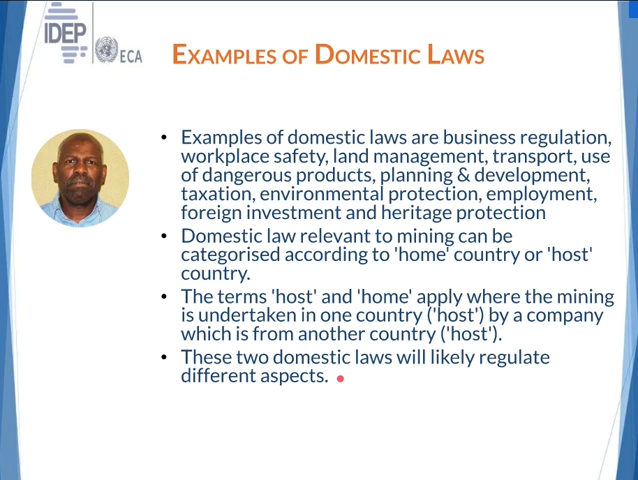 IDEP
ECA
EXAMPLES OF DOMESTIC LAWS
• Examples of domestic laws are business regulation,
workplace safety, land management, transport, use
of dangerous products, planning & development,
taxation, environmental protection, employment,
foreign investment and heritage protection
• Domestic law relevant to mining can be
categorised according to 'home' country or 'host'
country.
• The terms 'host' and 'home' apply where the mining
is undertaken in one country ('host') by a company
which is from another country ('host').
• These two domestic laws will likely regulate
different aspects.